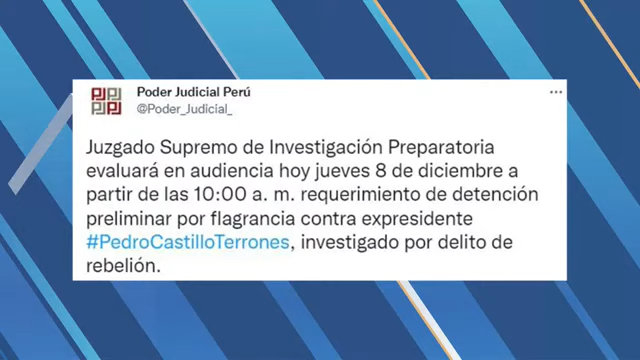 Poder Judicial Perú
@Poder_Judicial_
Juzgado Supremo de Investigación Preparatoria
evaluará en audiencia hoy jueves 8 de diciembre a
partir de las 10:00 a. m. requerimiento de detención
preliminar por flagrancia contra expresidente
#PedroCastilloTerrones, investigado por delito de
rebelión.